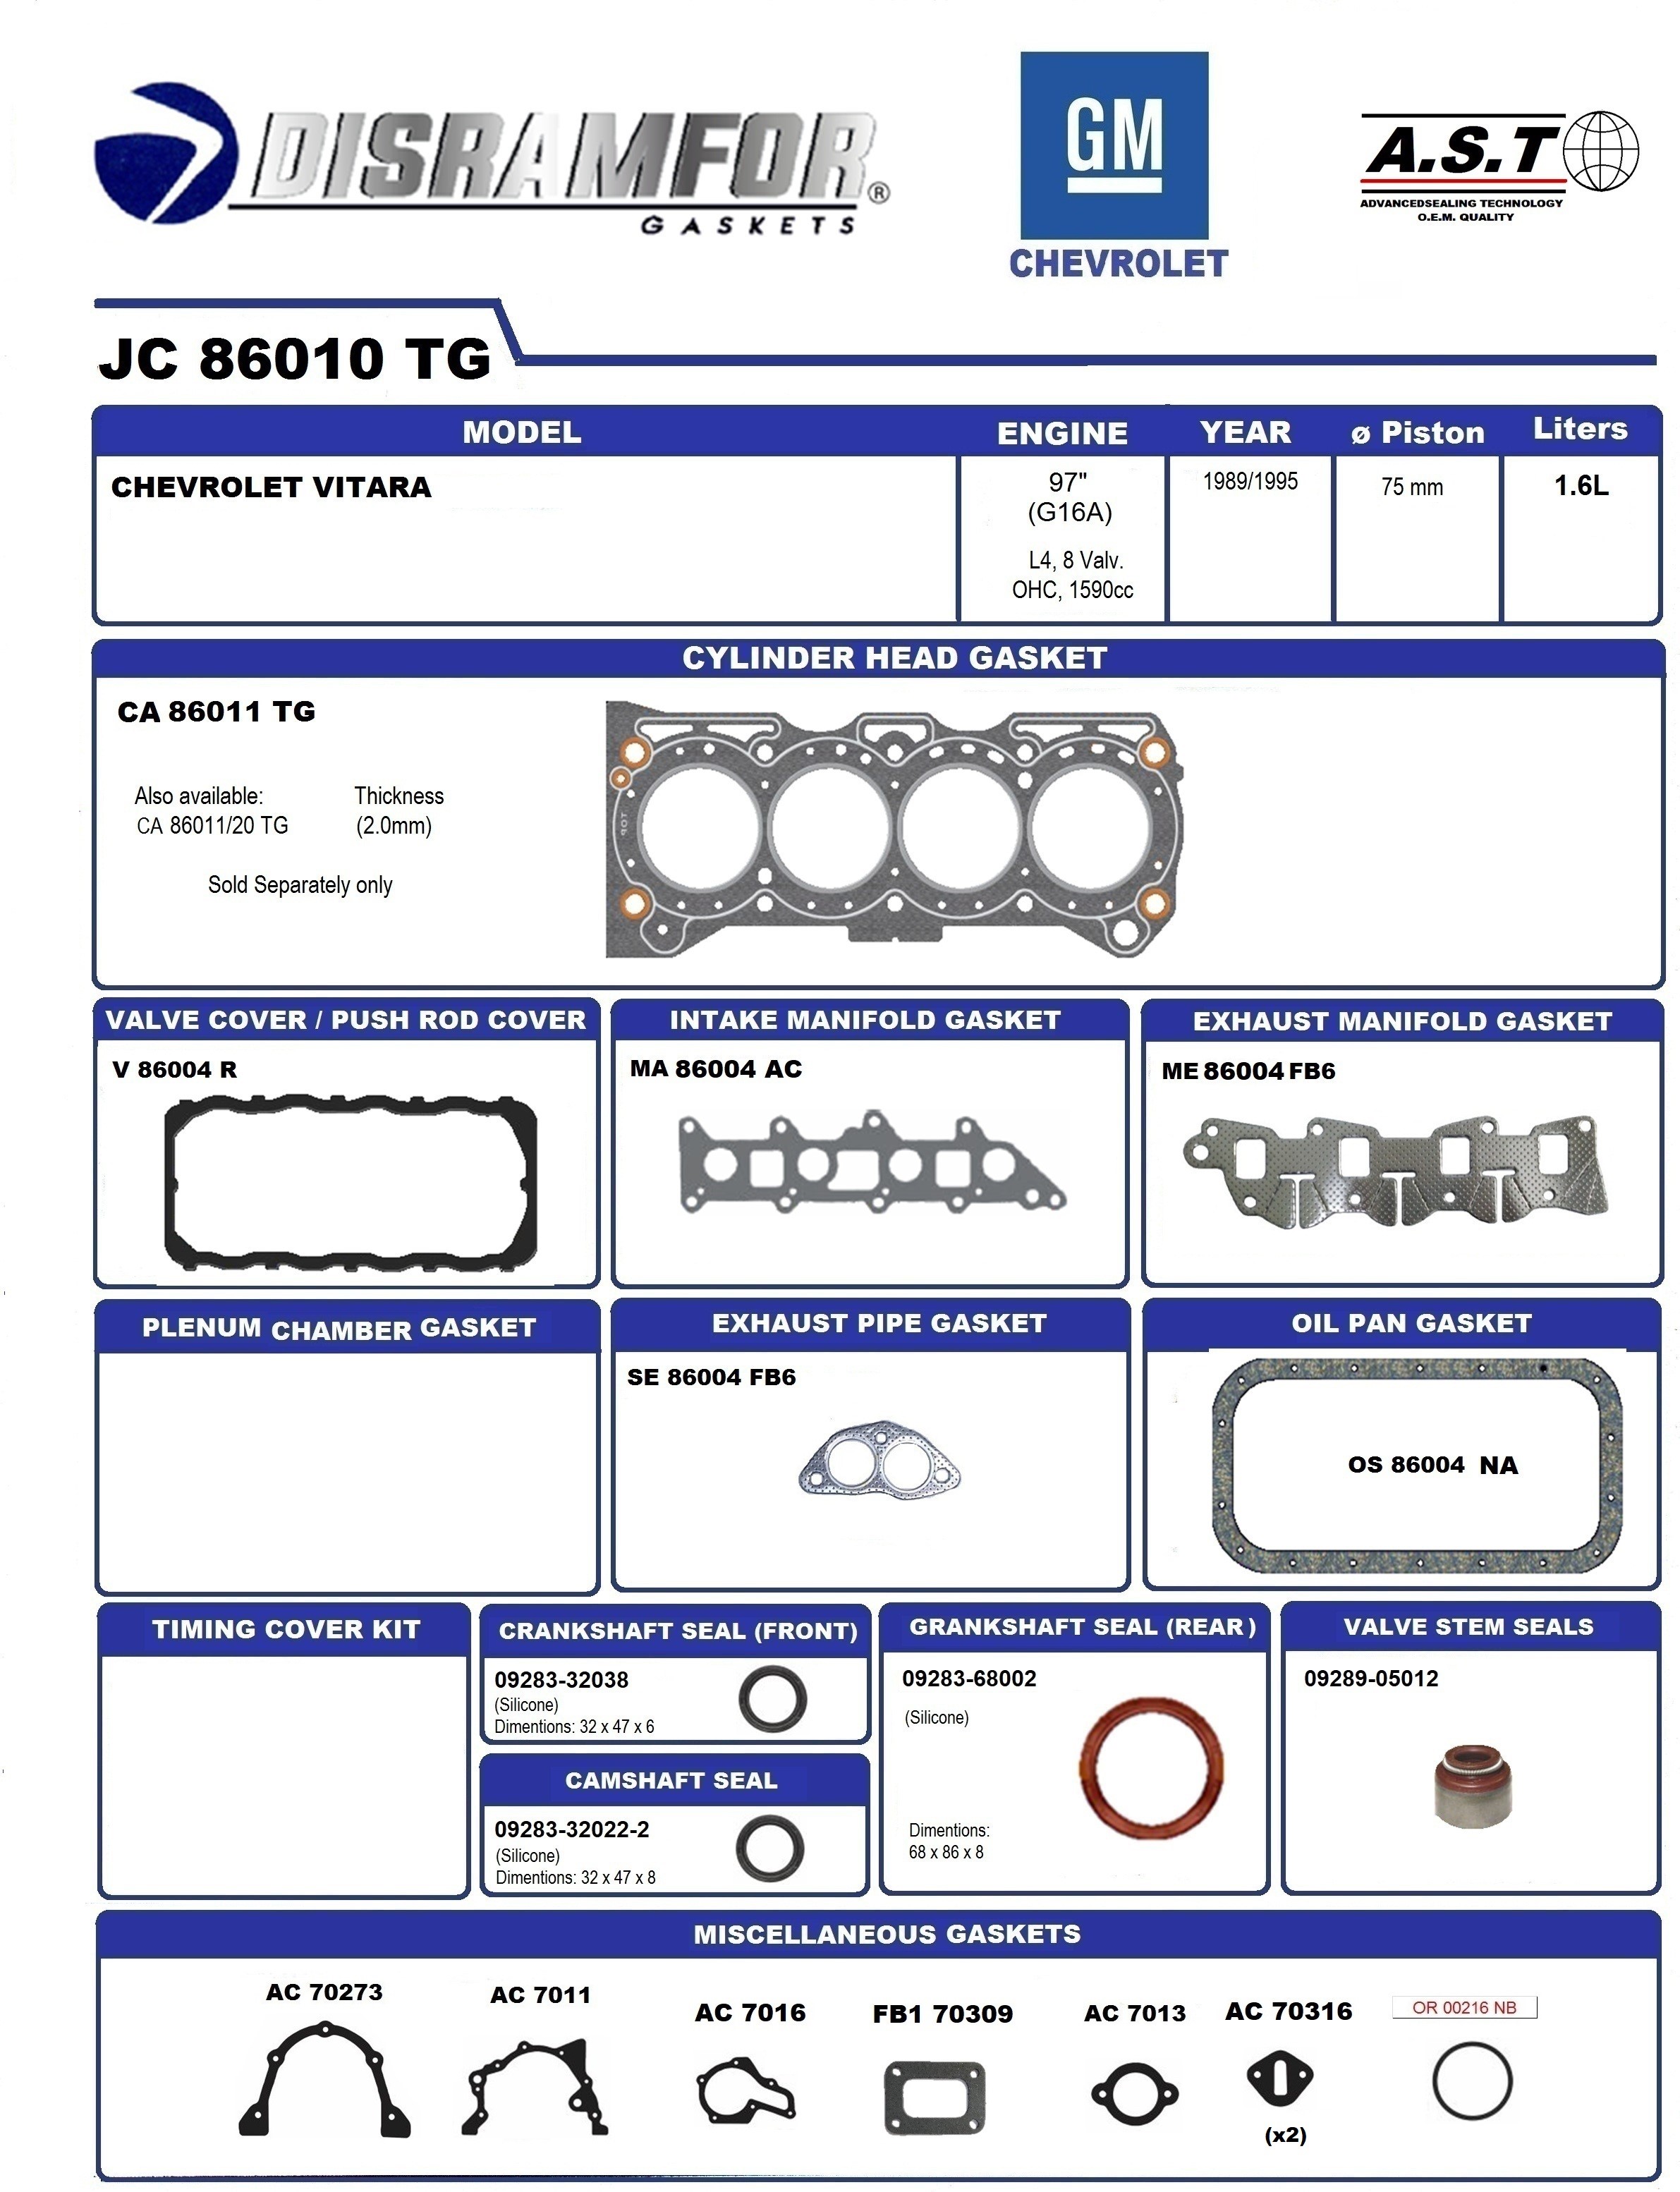 DISRAMFOR®
GASKETS
GM
CHEVROLET
A.S.T
ADVANCEDSEALING TECHNOLOGY
O.E.M. QUALITY
JC 86010 TG
MODEL
ENGINE
YEAR
ø Piston
Liters
CHEVROLET VITARA
97"
(G16A)
L4, 8 Valv.
OHC, 1590cc
1989/1995
75 mm
1.6L
CYLINDER HEAD GASKET
CA 86011 TG
Also available: Thickness
CA 86011/20 TG (2.0mm)
Sold Separately only
TOP
VALVE COVER / PUSH ROD COVER
V 86004 R
INTAKE MANIFOLD GASKET
MA 86004 AC
EXHAUST MANIFOLD GASKET
ME 86004 FB6
PLENUM CHAMBER GASKET
EXHAUST PIPE GASKET
SE 86004 FB6
OIL PAN GASKET
OS 86004 NA
TIMING COVER KIT
CRANKSHAFT SEAL (FRONT)
09283-32038
(Silicone)
Dimentions: 32 x 47 x 6
CAMSHAFT SEAL
09283-32022-2
(Silicone)
Dimentions: 32 x 47 x 8
GRANKSHAFT SEAL (REAR)
09283-68002
(Silicone)
Dimentions:
68 x 86 x 8
VALVE STEM SEALS
09289-05012
MISCELLANEOUS GASKETS
AC 70273
AC 7011
AC 7016
FB1 70309
AC 7013
AC 70316
(x2)
OR 00216 NB